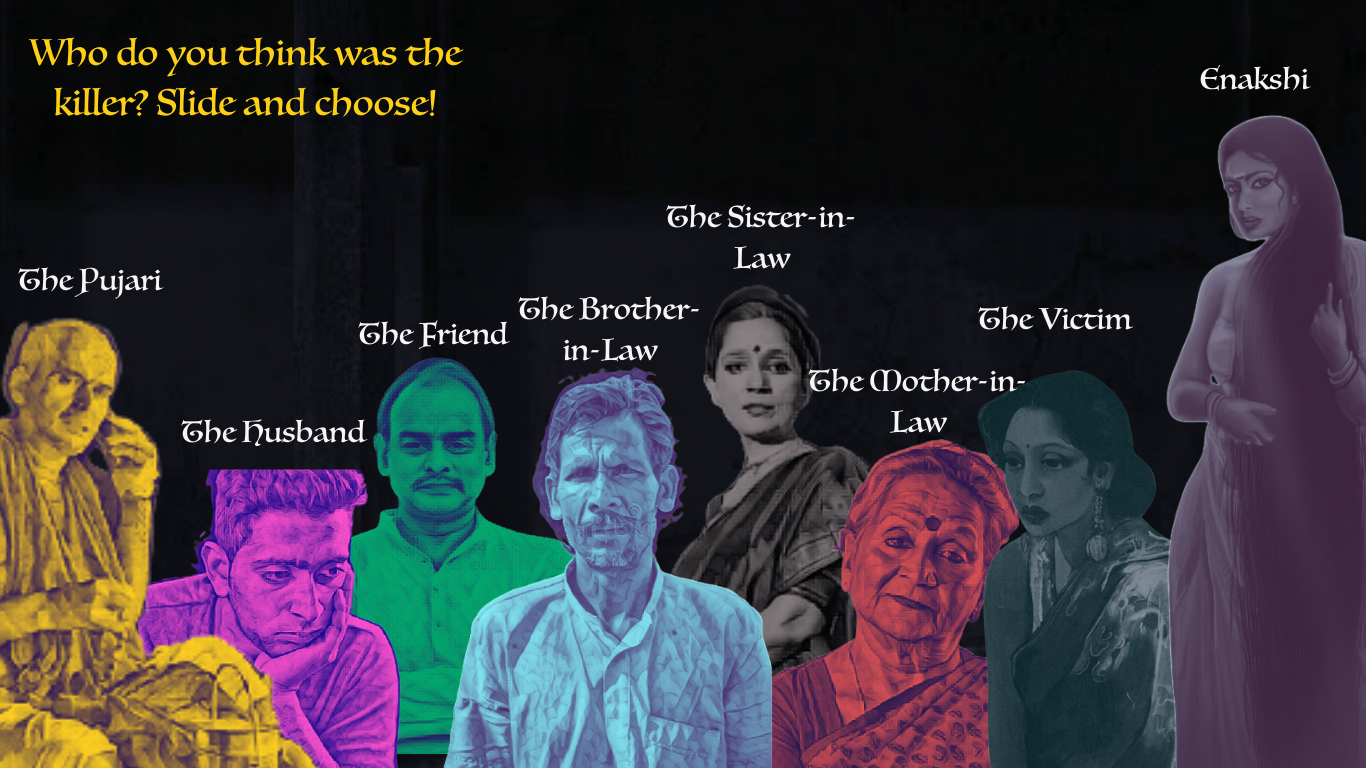 Who do you think was the
killer? Slide and choose!
Enakshi
The Sister-in-
Law
The Pujari
The Brother-
in-Law
The Friend
The Victim
The Mother-in-
Law
The Husband